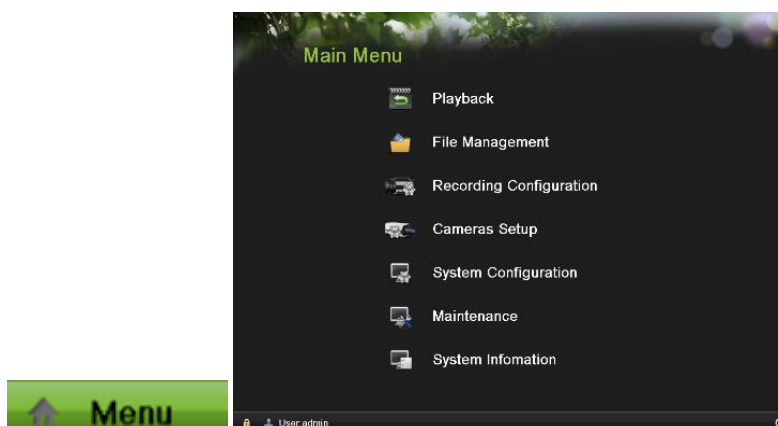 Main Menu
Playback
File Management
Recording Configuration
Cameras Setup
System Configuration
Maintenance
System Infomation
Menu
User admin